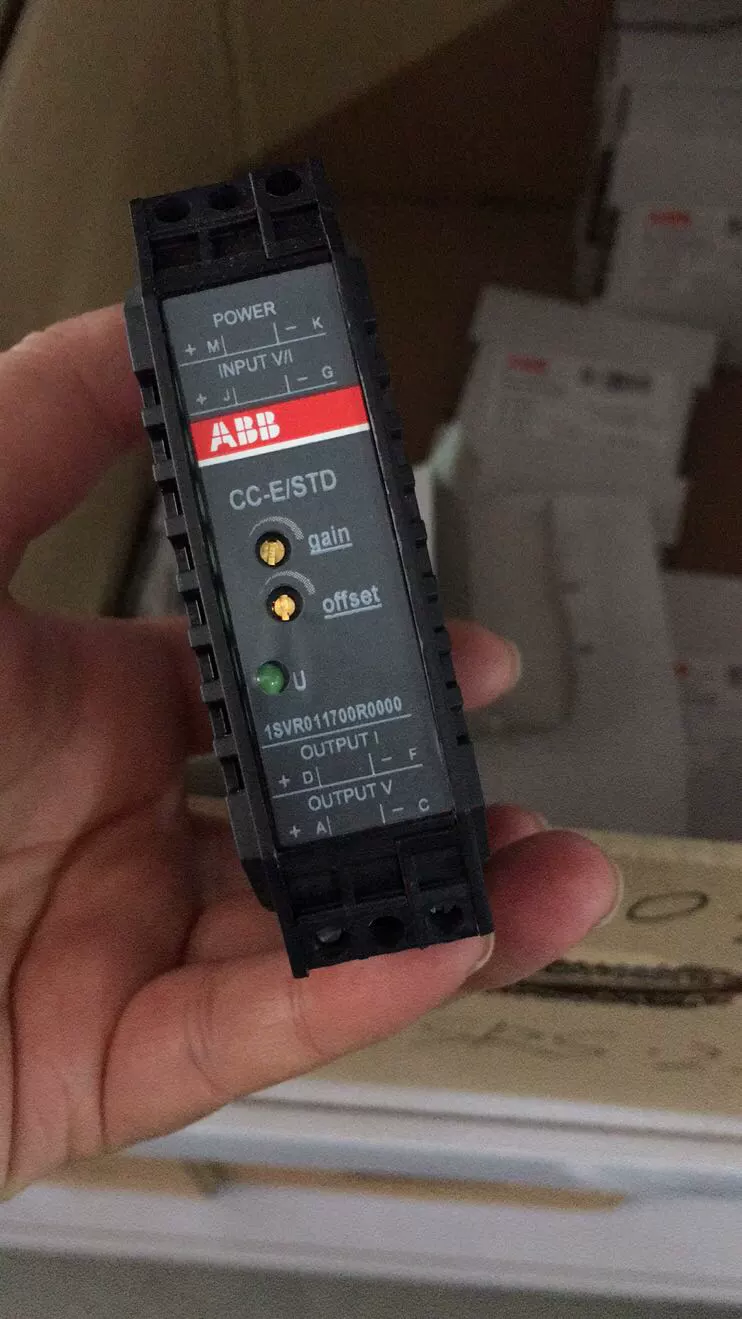 POWER
+ M - K
INPUT V/I
+ J - G
ABB
CC-E/STD
gain
offset
U
1SVR011700R0000
OUTPUT I
+ D - F
OUTPUT V
+ A - C